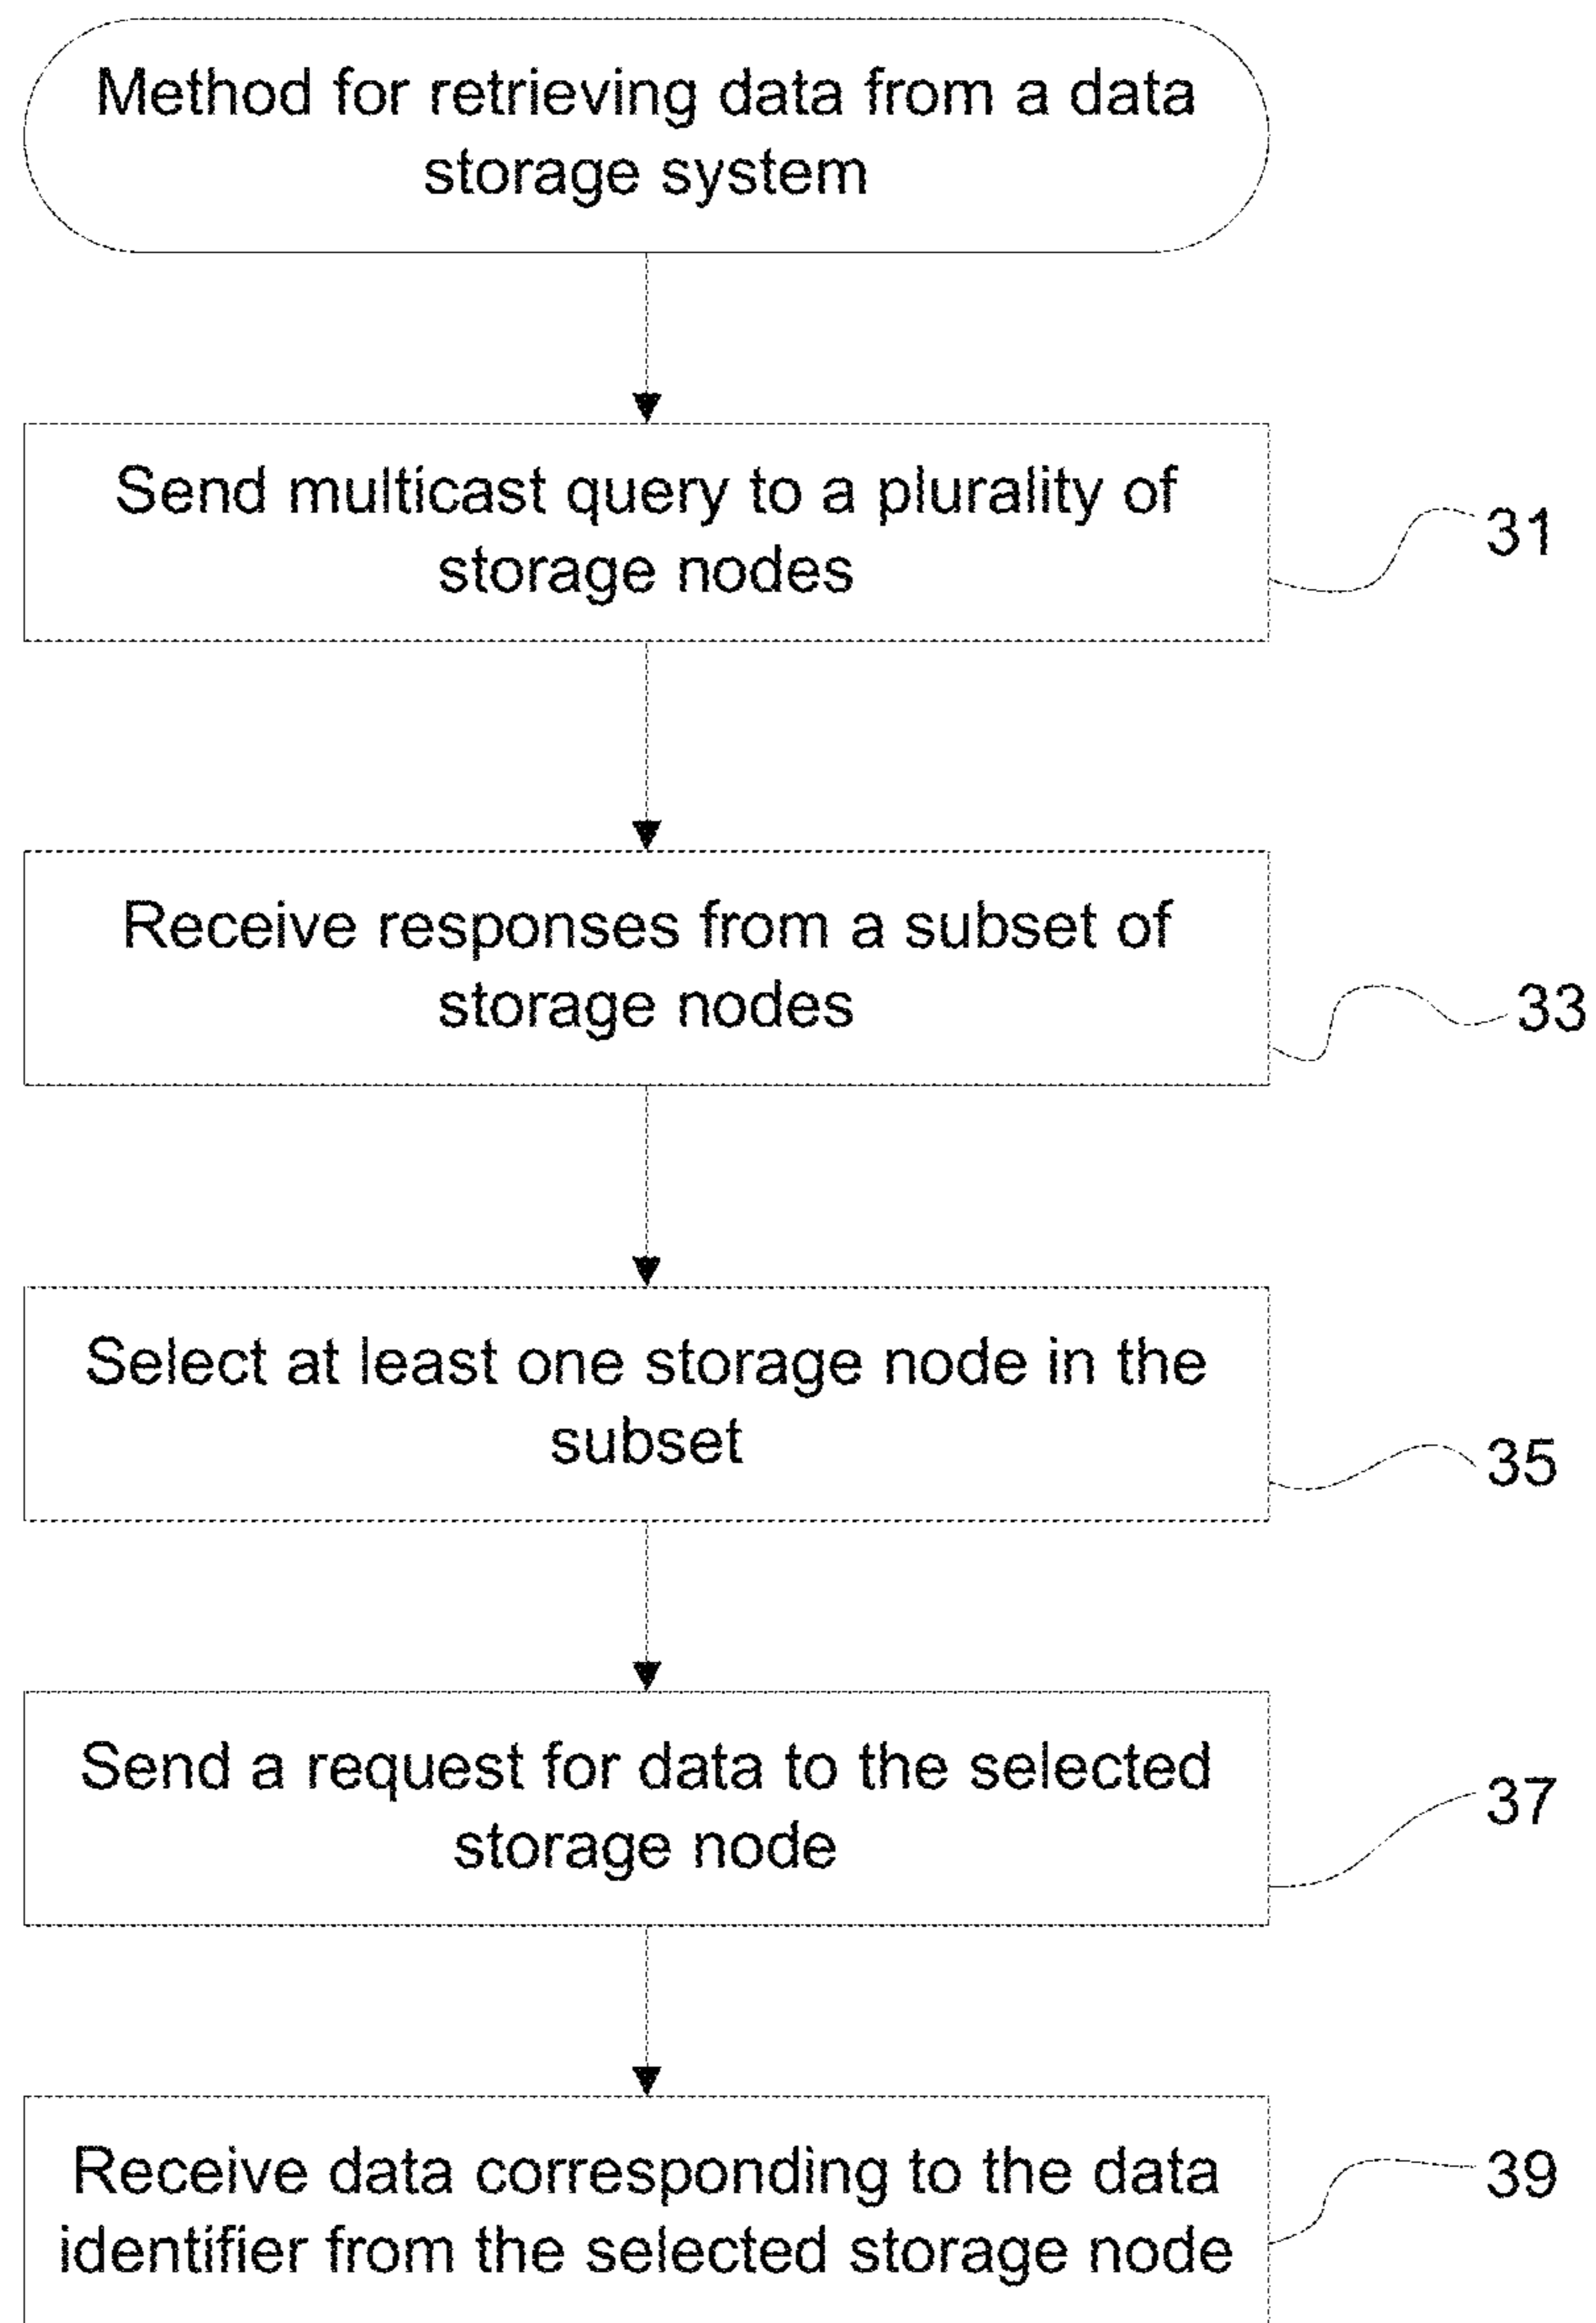 Method for retrieving data from a data
storage system
Send multicast query to a plurality of
storage nodes
31
Receive responses from a subset of
storage nodes
33
Select at least one storage node in the
subset
35
Send a request for data to the selected
storage node
37
Receive data corresponding to the data
identifier from the selected storage node
39